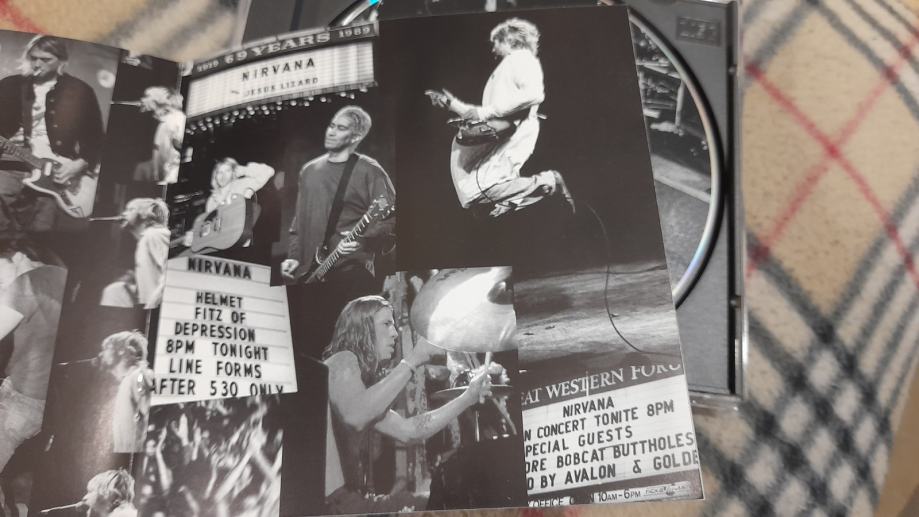 1919 69 YEARS 1989
NIRVANA
JESUS LIZARD
NIRVANA
HELMET
FITZ OF
DEPRESSION
8PM TONIGHT
LINE FORMS
AFTER 530 ONLY
EAT WESTERN FORU
NIRVANA
N CONCERT TONITE 8PM
PECIAL GUESTS
ORE BOBCAT BUTTHOLES
D BY AVALON & GOLDE
OFFICE OPEN 10AM-6PM